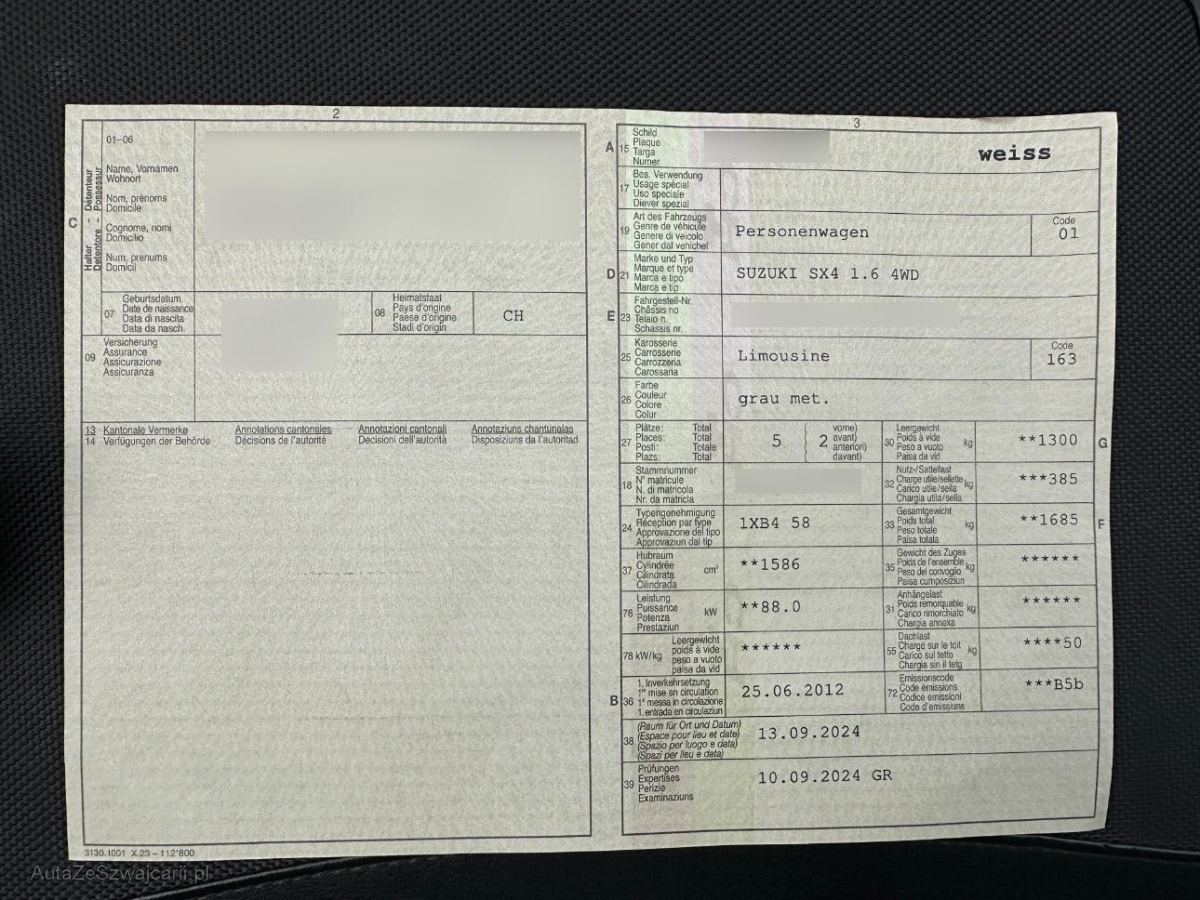 2
01–06
Halter – Détenteur
Detentore – Possessur
C
Name, Vornamen
Wohnort
Nom, prénoms
Domicile
Cognome, nomi
Domicilio
Num, prenums
Domicil
07
Geburtsdatum
Date de naissance
Data di nascita
Data da nasch.
08
Heimatstaat
Pays d'origine
Paese d'origine
Stadi d'origin
CH
09
Versicherung
Assurance
Assicurazione
Assicuranza
13 Kantonale Vermerke Annotations cantonales Annotazioni cantonali Annotaziuns chantunalas
14 Verfügungen der Behörde Décisions de l'autorité Decisioni dell'autorità Disposiziuns da l'autoritad
3130.1001 X.23 – 112'800
3
A
15
Schild
Plaque
Targa
Numer
weiss
17
Bes. Verwendung
Usage spécial
Uso speciale
Diever spezial
19
Art des Fahrzeugs
Genre de véhicule
Genere di veicolo
Gener dal vehichel
Personenwagen
Code
01
D
21
Marke und Typ
Marque et type
Marca e tipo
Marca e tip
SUZUKI SX4 1.6 4WD
E
23
Fahrgestell-Nr.
Châssis no
Telaio n.
Schassis nr.
25
Karosserie
Carrosserie
Carrozzeria
Carossaria
Limousine
Code
163
26
Farbe
Couleur
Colore
Colur
grau met.
27
Plätze: Total
Places: Total
Posti: Totale
Plazs: Total
5
2
vorne)
avant)
anteriori)
davant)
30
Leergewicht
Poids à vide
Peso a vuoto
Paisa da vid
kg
**1300
G
18
Stammnummer
N° matricule
N. di matricola
Nr. da matricla
32
Nutz-/Sattellast
Charge utile/sellette
Carico utile/sella
Chargia utila/sella
kg
***385
24
Typengenehmigung
Réception par type
Approvazione del tipo
Approvaziun dal tip
1XB4 58
33
Gesamtgewicht
Poids total
Peso totale
Paisa totala
kg
**1685
F
37
Hubraum
Cylindrée
Cilindrata
Cilindrada
cm³
**1586
35
Gewicht des Zuges
Poids de l'ensemble
Peso del convoglio
Paisa cumposiziun
kg
******
76
Leistung
Puissance
Potenza
Prestaziun
kW
**88.0
31
Anhängelast
Poids remorquable
Carico rimorchiato
Chargia annexa
kg
******
78 kW/kg
Leergewicht
poids à vide
peso a vuoto
paisa da vid
******
55
Dachlast
Charge sur le toit
Carico sul tetto
Chargia sin il tetg
kg
****50
B
36
1. Inverkehrsetzung
1re mise en circulation
1a messa in circolazione
1. entrada en circulaziun
25.06.2012
72
Emissionscode
Code émissions
Codice emissioni
Code d'emissiuns
***B5b
38
(Raum für Ort und Datum)
(Espace pour lieu et date)
(Spazio per luogo e data)
(Spazi per lieu e data)
13.09.2024
39
Prüfungen
Expertises
Perizie
Examinaziuns
10.09.2024 GR
AutaZeSzwajcarii.pl